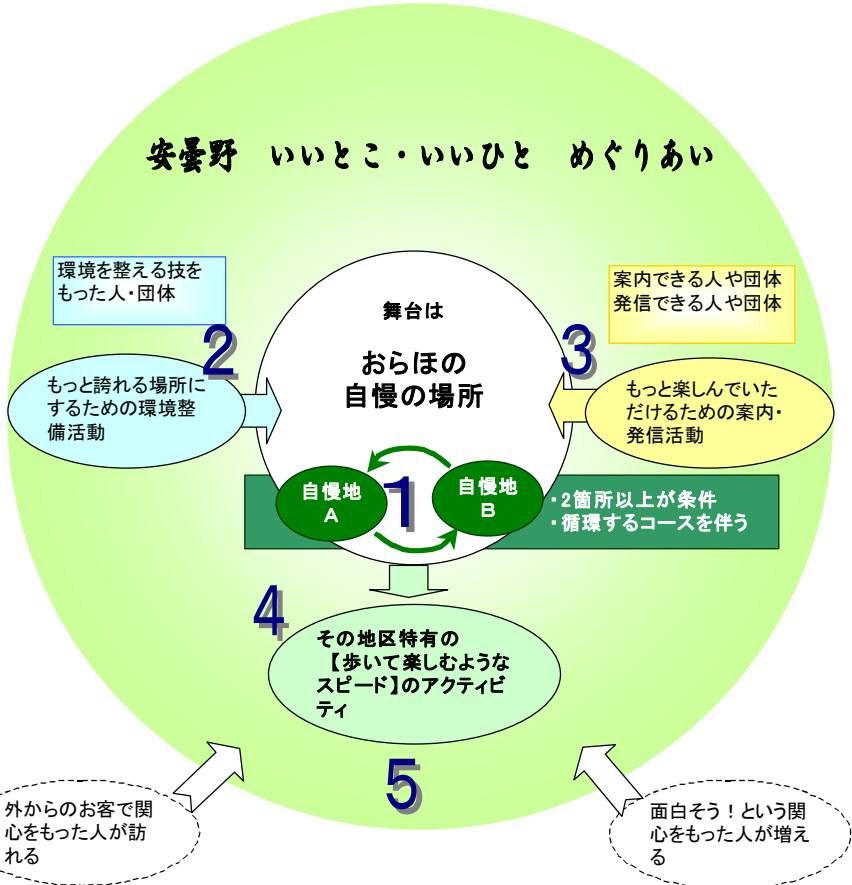 安曇野　いいとこ・いいひと　めぐりあい
環境を整える技を
もった人・団体
2
もっと誇れる場所に
するための環境整
備活動
舞台は
おらほの
自慢の場所
案内できる人や団体
発信できる人や団体
3
もっと楽しんでいた
だけるための案内・
発信活動
自慢地
A
1
自慢地
B
・2箇所以上が条件
・循環するコースを伴う
4
その地区特有の
【歩いて楽しむような
スピード】のアクティビ
ティ
5
外からのお客で関
心をもった人が訪
れる
面白そう！という関
心をもった人が増え
る